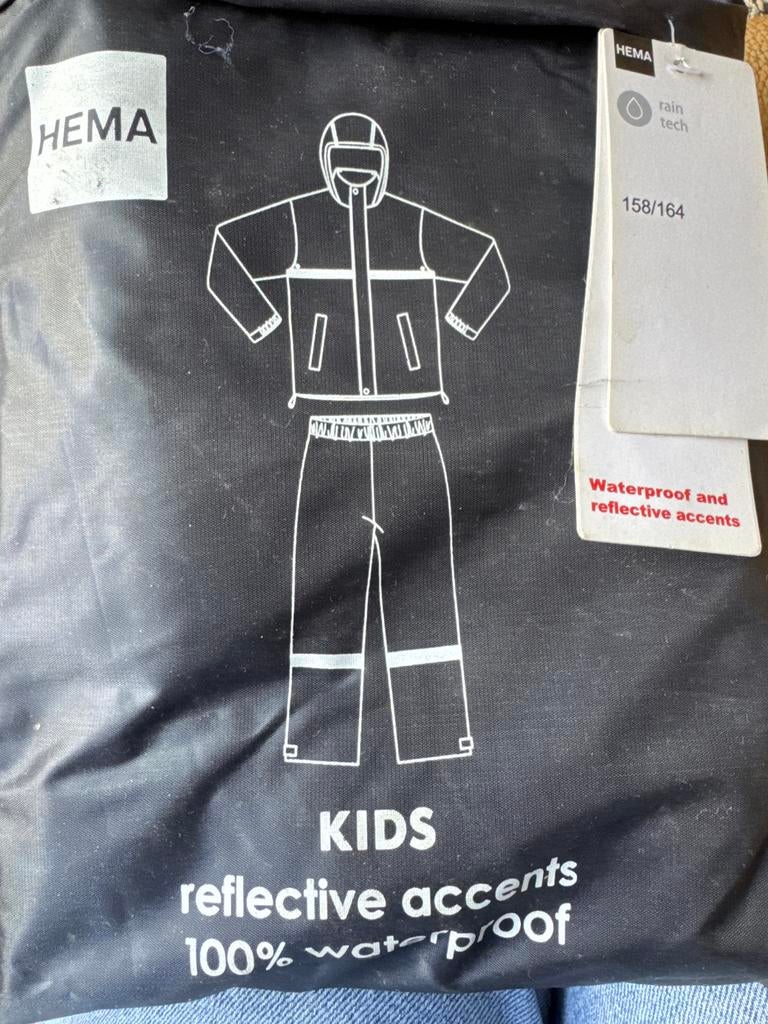 HEMA
HEMA
rain
tech
158/164
Waterproof and
reflective accents
KIDS
reflective accents
100% waterproof